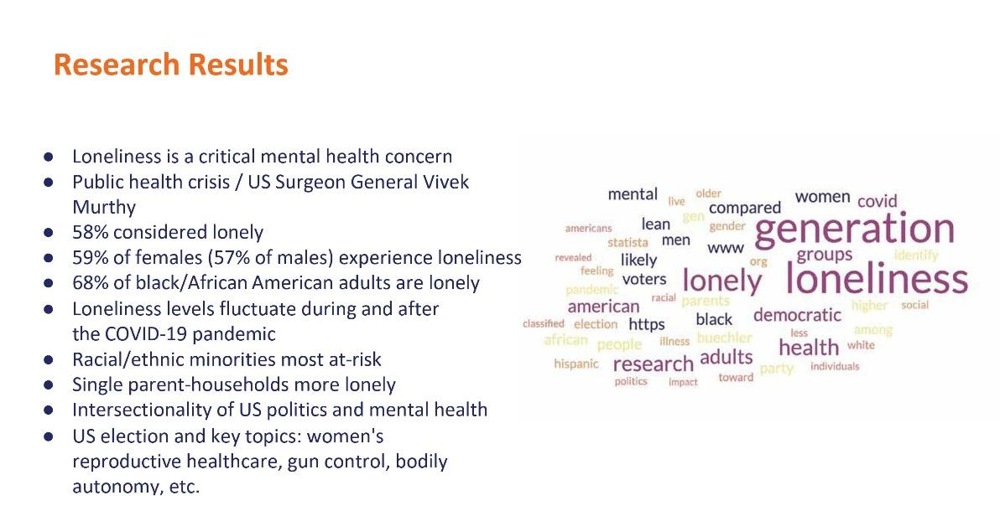 Research Results
● Loneliness is a critical mental health concern
● Public health crisis / US Surgeon General Vivek
Murthy
● 58% considered lonely
● 59% of females (57% of males) experience loneliness
● 68% of black/African American adults are lonely
● Loneliness levels fluctuate during and after
the COVID-19 pandemic
● Racial/ethnic minorities most at-risk
● Single parent-households more lonely
● Intersectionality of US politics and mental health
● US election and key topics: women's
reproductive healthcare, gun control, bodily
autonomy, etc.
mental live older compared women covid
americans lean gen gender generation
statista men www groups identify
revealed likely org
feeling voters lonely loneliness
pandemic racial parents
american democratic higher social
classified election https black less among
african people illness buechler health white
hispanic research adults party individuals
politics impact toward